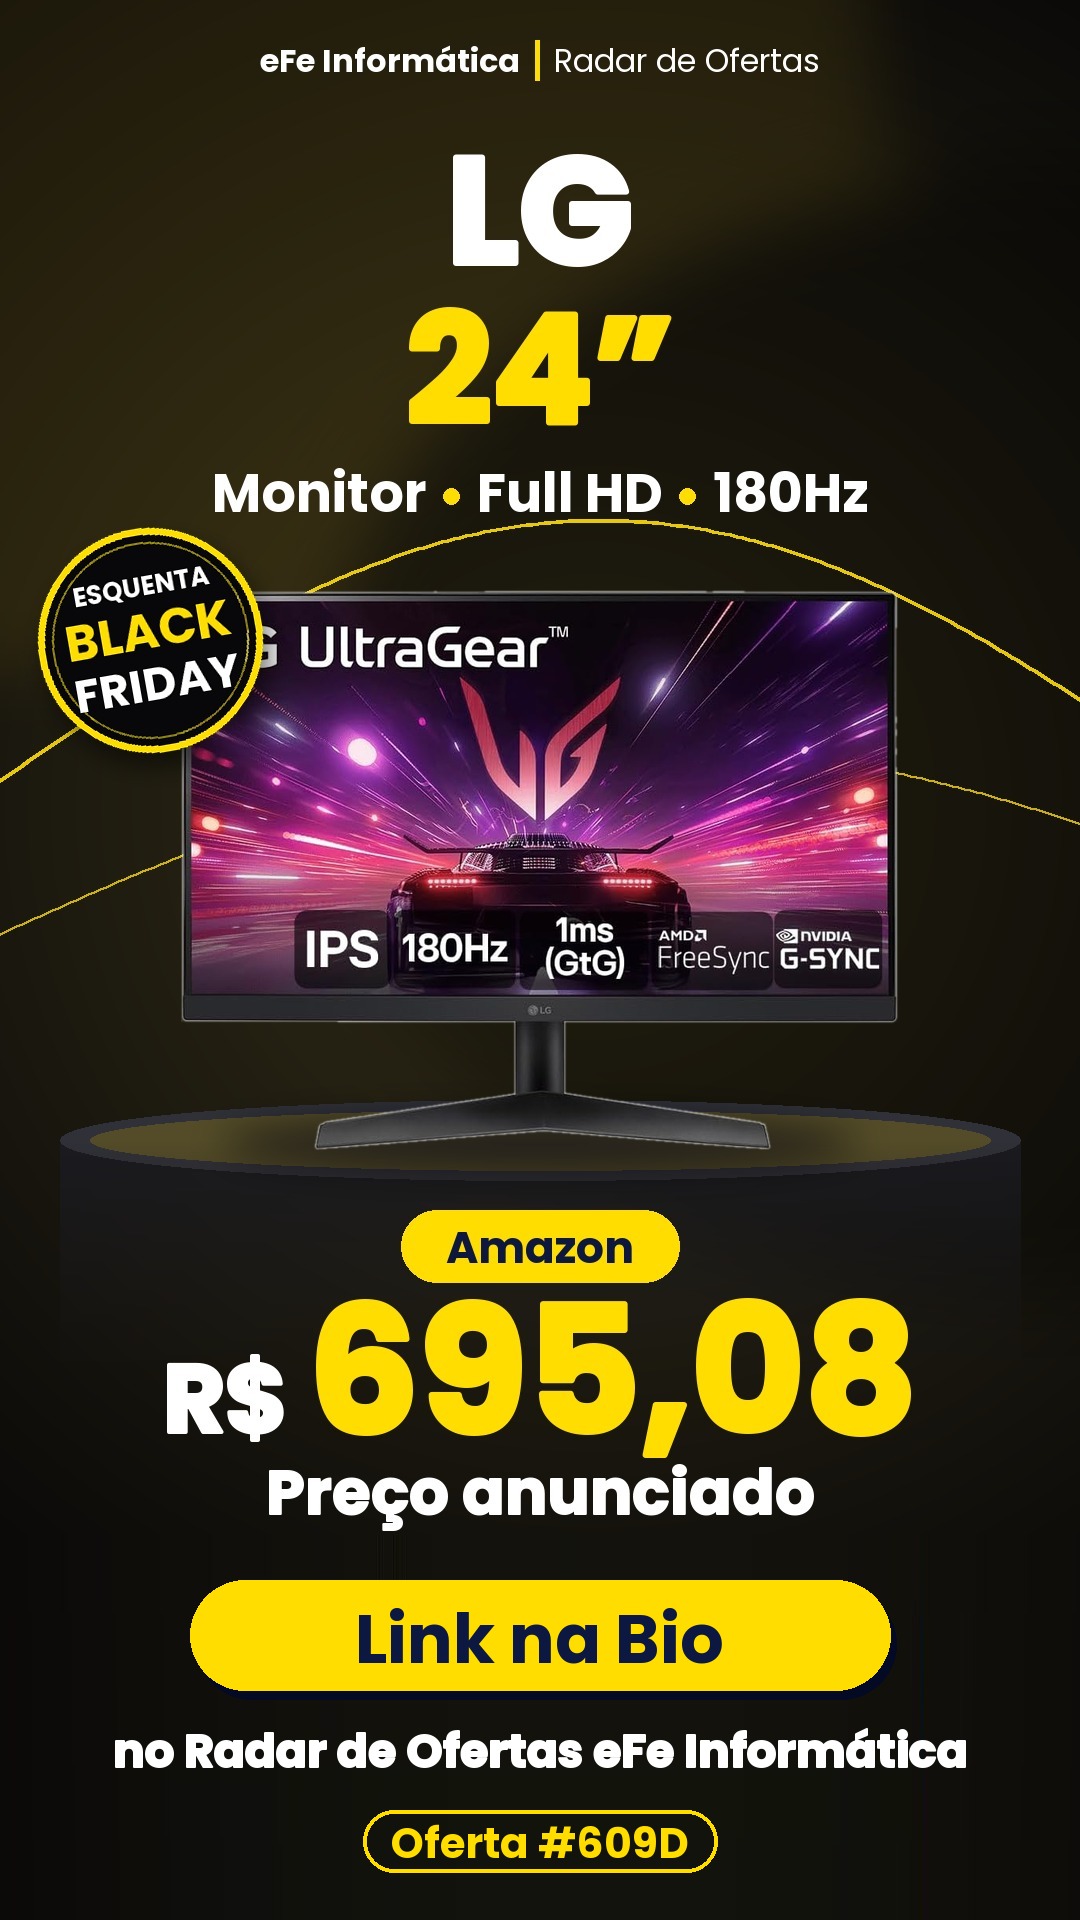 eFe Informática | Radar de Ofertas
LG
24”
Monitor • Full HD • 180Hz
ESQUENTA
BLACK
FRIDAY
G UltraGear™
IPS
180Hz
1ms
(GtG)
AMD
FreeSync
NVIDIA
G-SYNC
LG
Amazon
R$ 695,08
Preço anunciado
Link na Bio
no Radar de Ofertas eFe Informática
Oferta #609D